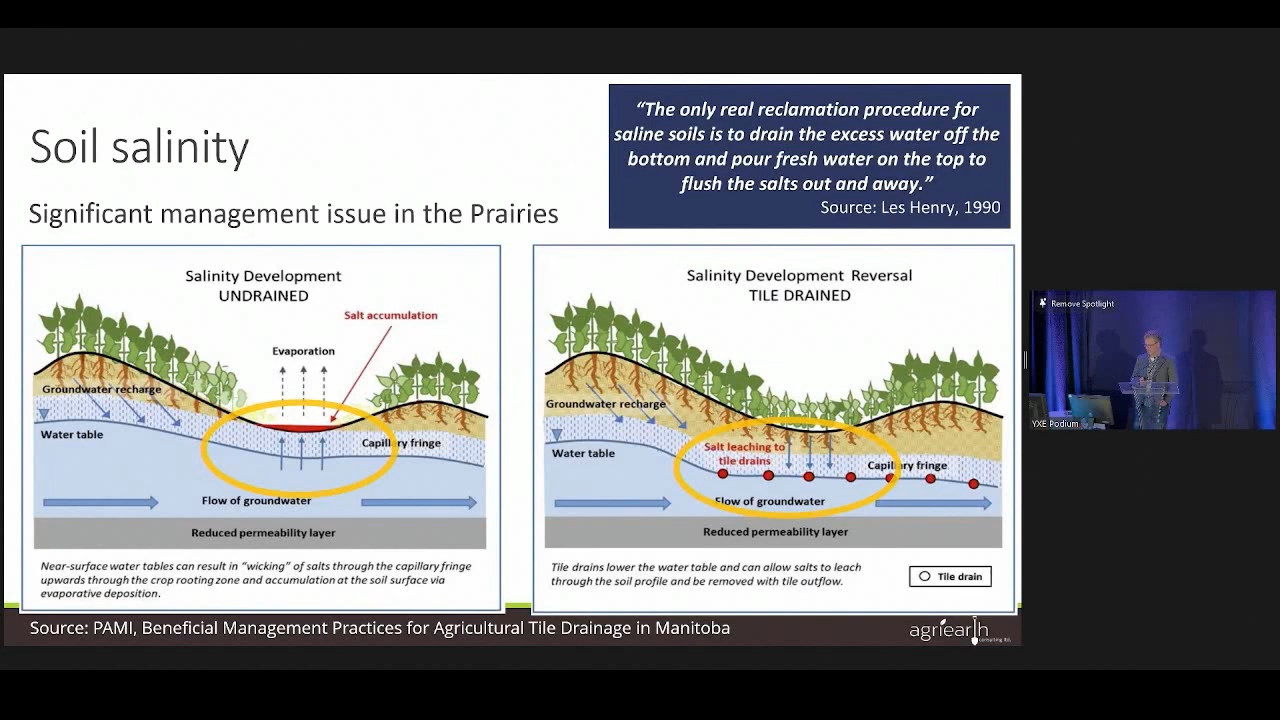 Soil salinity
Significant management issue in the Prairies
“The only real reclamation procedure for
saline soils is to drain the excess water off the
bottom and pour fresh water on the top to
flush the salts out and away.”
Source: Les Henry, 1990
Salinity Development
UNDRAINED
Salt accumulation
Evaporation
Groundwater recharge
Water table
Capillary fringe
Flow of groundwater
Reduced permeability layer
Near-surface water tables can result in “wicking” of salts through the capillary fringe
upwards through the crop rooting zone and accumulation at the soil surface via
evaporative deposition.
Salinity Development Reversal
TILE DRAINED
Groundwater recharge
Water table
Salt leaching to
tile drains
Capillary fringe
Flow of groundwater
Reduced permeability layer
Tile drains lower the water table and can allow salts to leach
through the soil profile and be removed with tile outflow.
Tile drain
Source: PAMI, Beneficial Management Practices for Agricultural Tile Drainage in Manitoba
agriearth
consulting ltd.
Remove Spotlight
YXE Podium